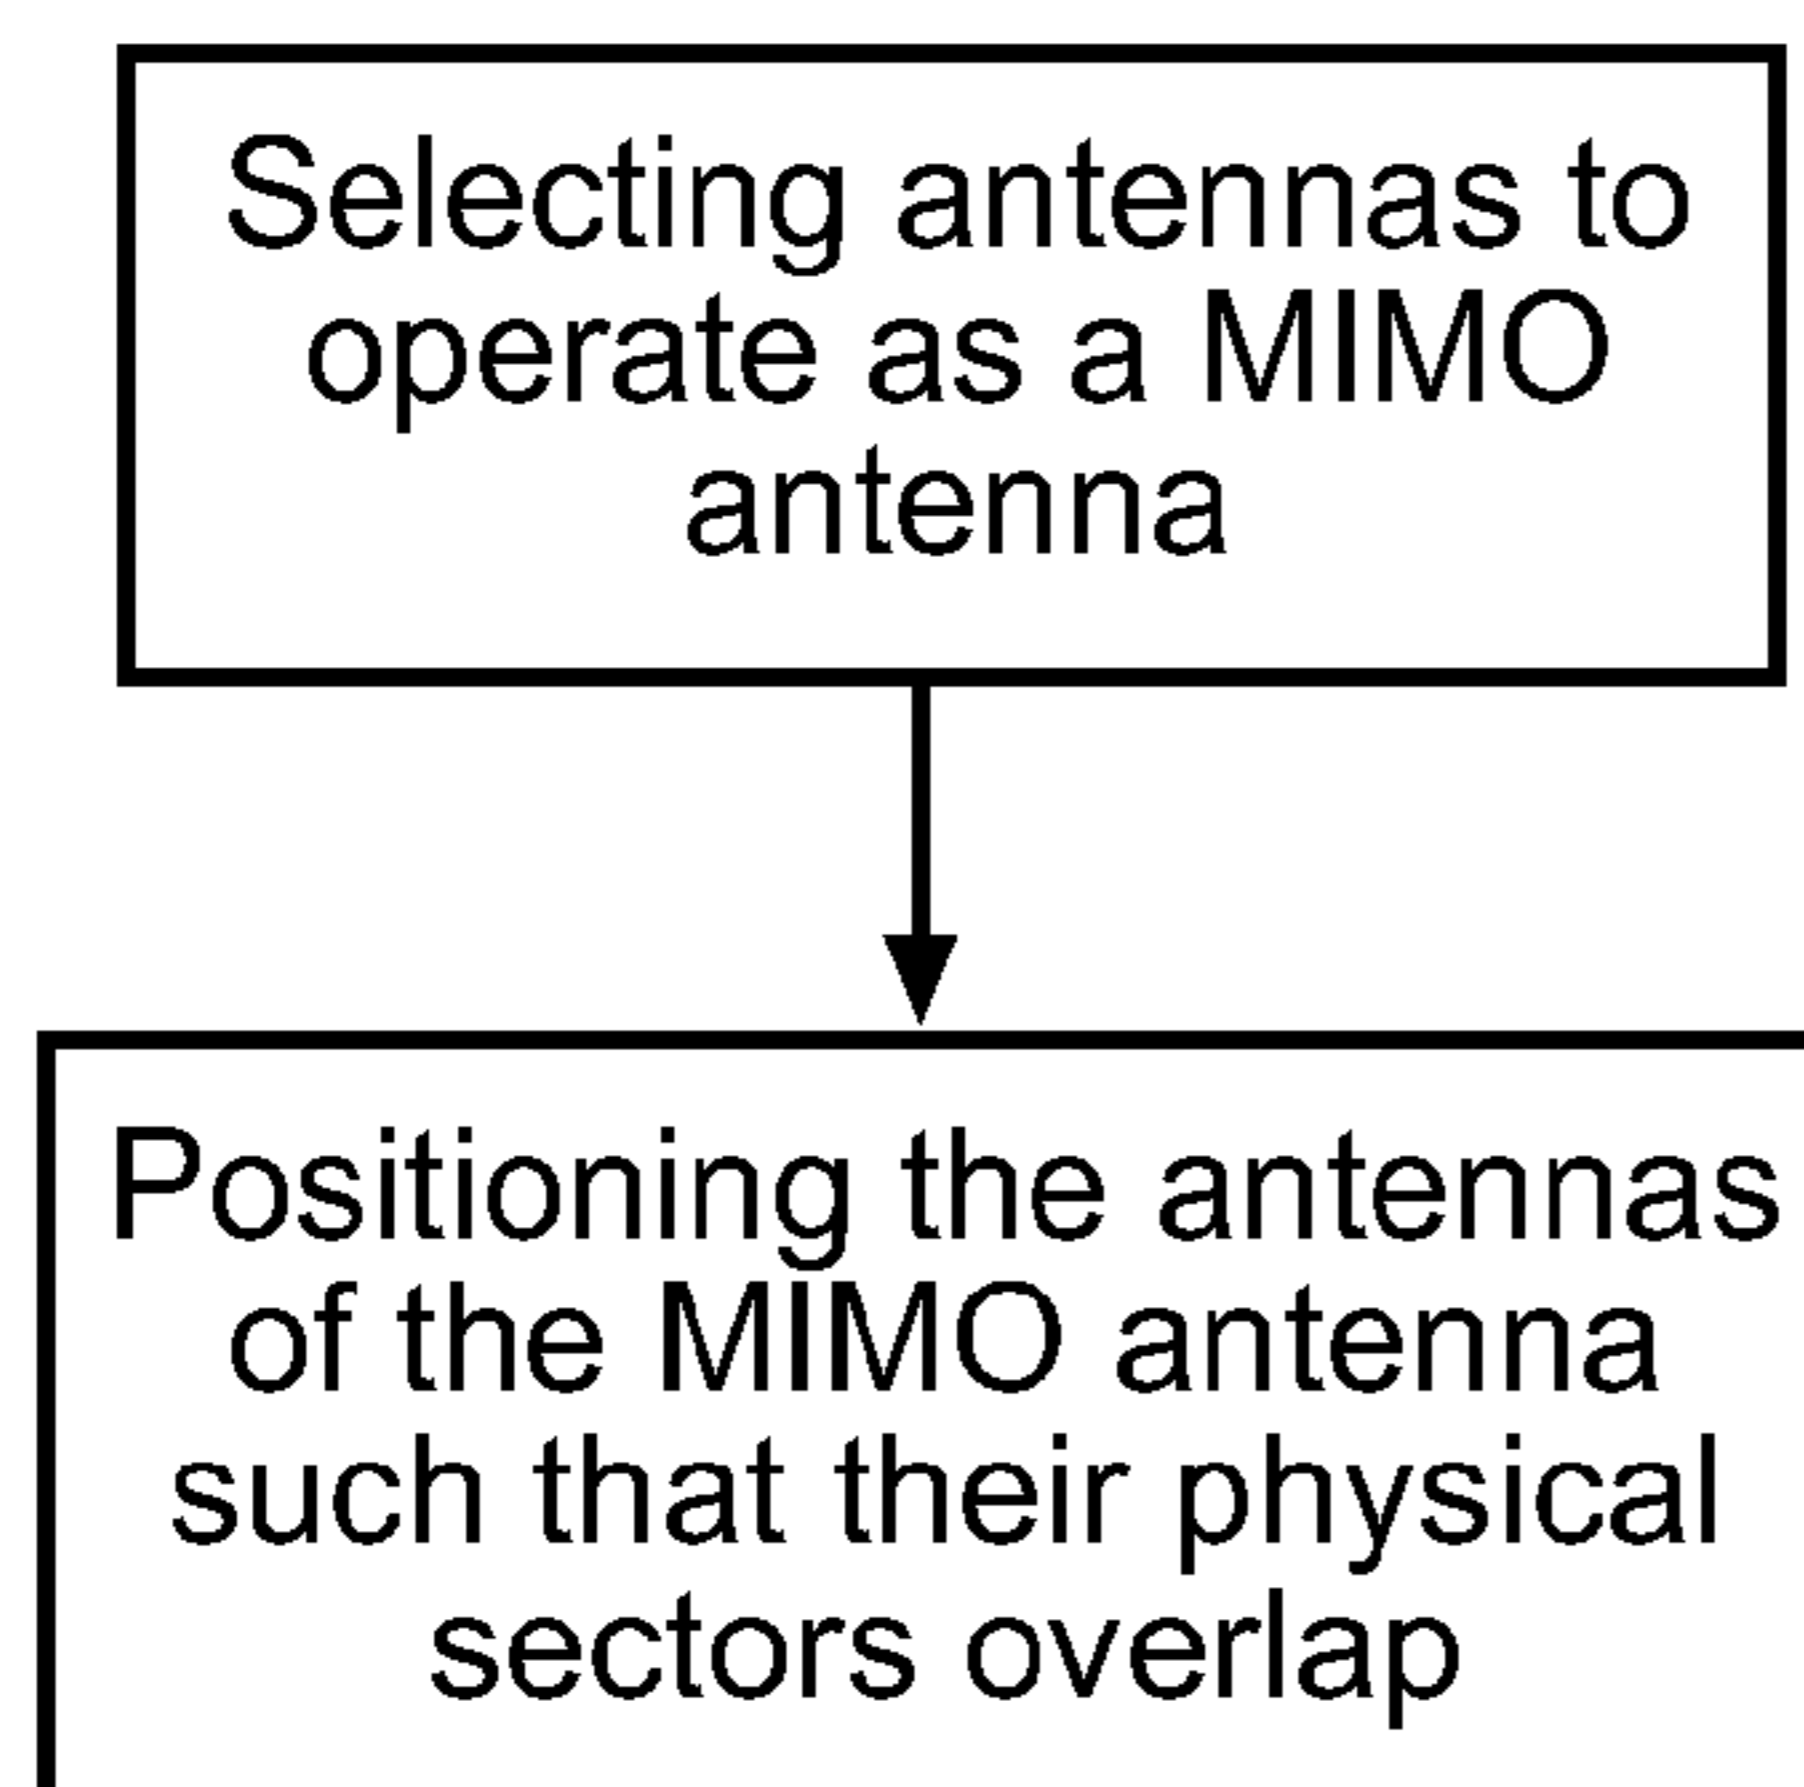 Selecting antennas to
operate as a MIMO
antenna
Positioning the antennas
of the MIMO antenna
such that their physical
sectors overlap